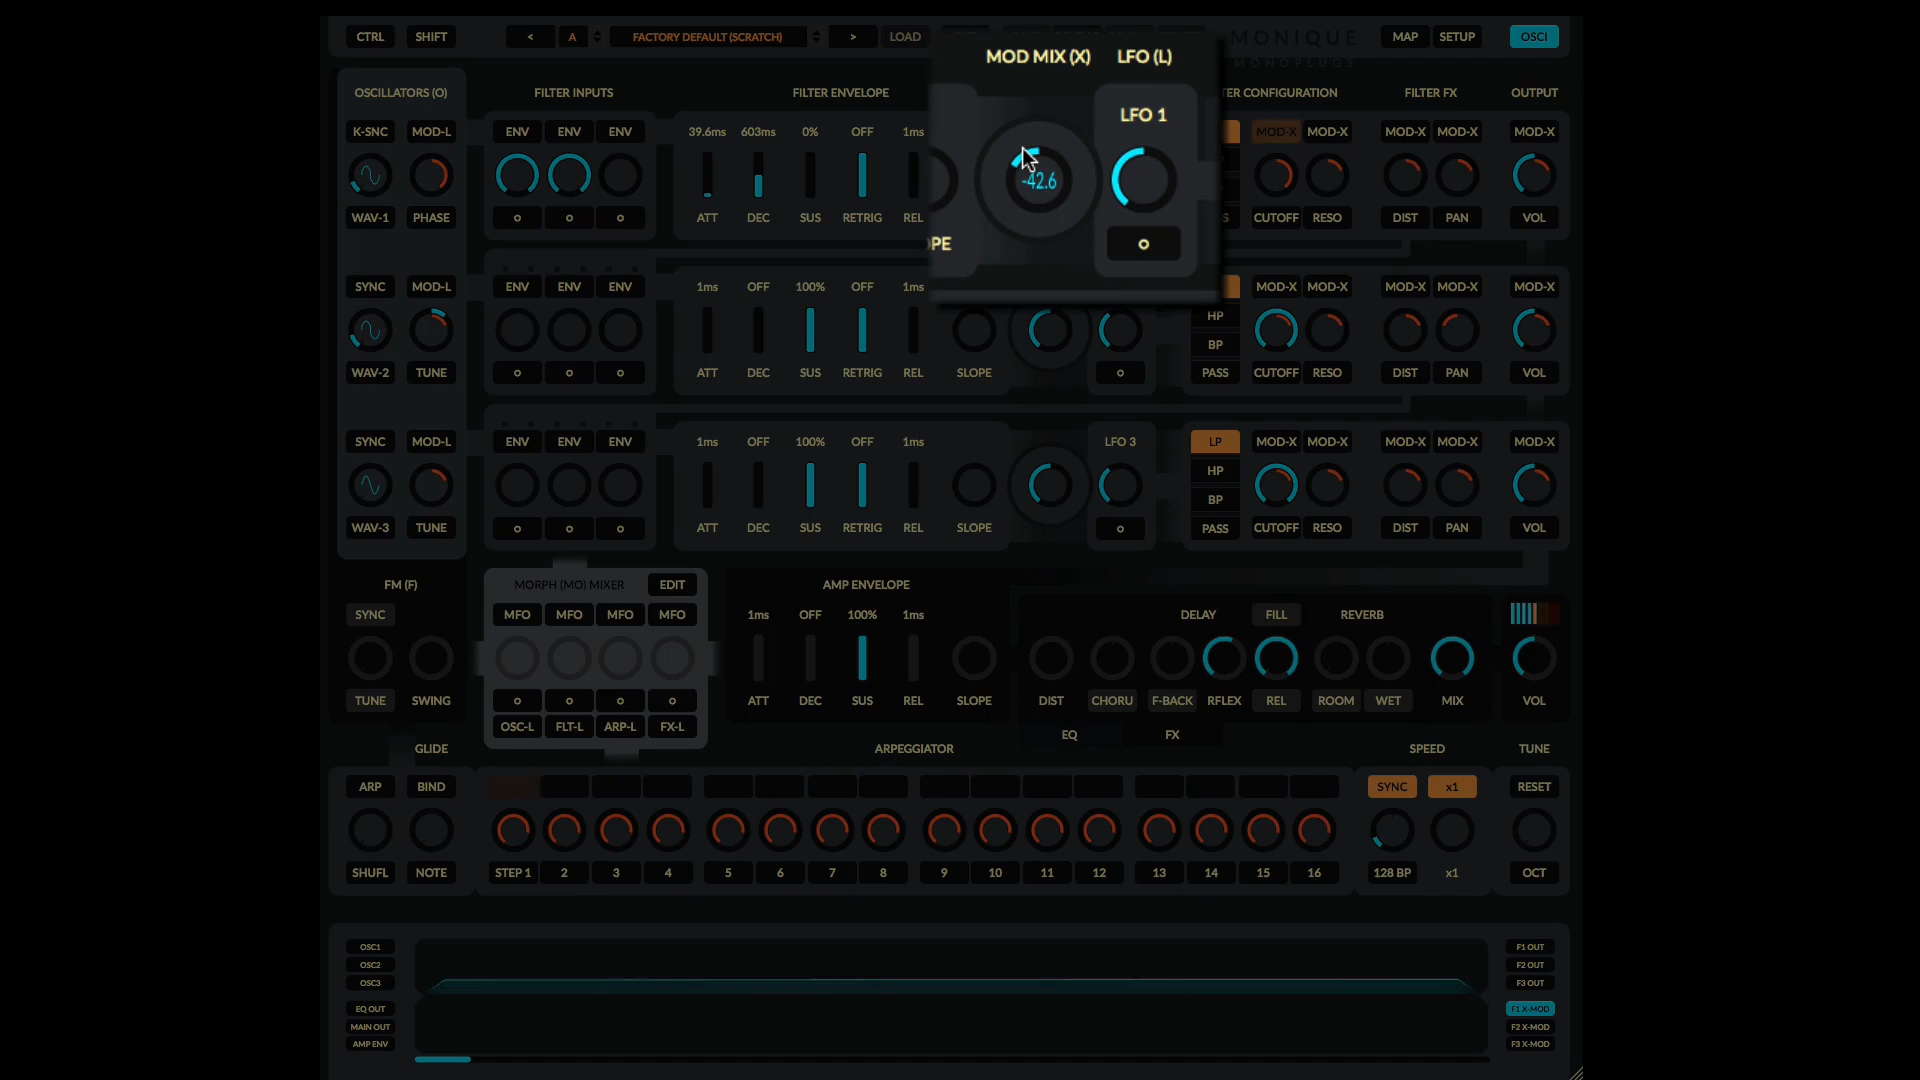 CTRL SHIFT < A FACTORY DEFAULT (SCRATCH) > LOAD MONIQUE MAP SETUP OSCI
MONOPLUGS
MOD MIX (X) LFO (L)
OSCILLATORS (O) FILTER INPUTS FILTER ENVELOPE TER CONFIGURATION FILTER FX OUTPUT
LFO 1
K-SNC MOD-L ENV ENV ENV 39.6ms 603ms 0% OFF 1ms MOD-X MOD-X MOD-X MOD-X MOD-X
-42.6
WAV-1 PHASE o o o ATT DEC SUS RETRIG REL OPE o S CUTOFF RESO DIST PAN VOL
SYNC MOD-L ENV ENV ENV 1ms OFF 100% OFF 1ms MOD-X MOD-X MOD-X MOD-X MOD-X
HP
BP
WAV-2 TUNE o o o ATT DEC SUS RETRIG REL SLOPE o PASS CUTOFF RESO DIST PAN VOL
SYNC MOD-L ENV ENV ENV 1ms OFF 100% OFF 1ms LFO 3 LP MOD-X MOD-X MOD-X MOD-X MOD-X
HP
BP
WAV-3 TUNE o o o ATT DEC SUS RETRIG REL SLOPE o PASS CUTOFF RESO DIST PAN VOL
FM (F) MORPH (MO) MIXER EDIT AMP ENVELOPE
SYNC MFO MFO MFO MFO 1ms OFF 100% 1ms DELAY FILL REVERB
TUNE SWING o o o o ATT DEC SUS REL SLOPE DIST CHORU F-BACK RFLEX REL ROOM WET MIX VOL
OSC-L FLT-L ARP-L FX-L
EQ FX
GLIDE ARPEGGIATOR SPEED TUNE
ARP BIND SYNC x1 RESET
SHUFL NOTE STEP 1 2 3 4 5 6 7 8 9 10 11 12 13 14 15 16 128 BP x1 OCT
OSC1 F1 OUT
OSC2 F2 OUT
OSC3 F3 OUT
EQ OUT F1 X-MOD
MAIN OUT F2 X-MOD
AMP ENV F3 X-MOD